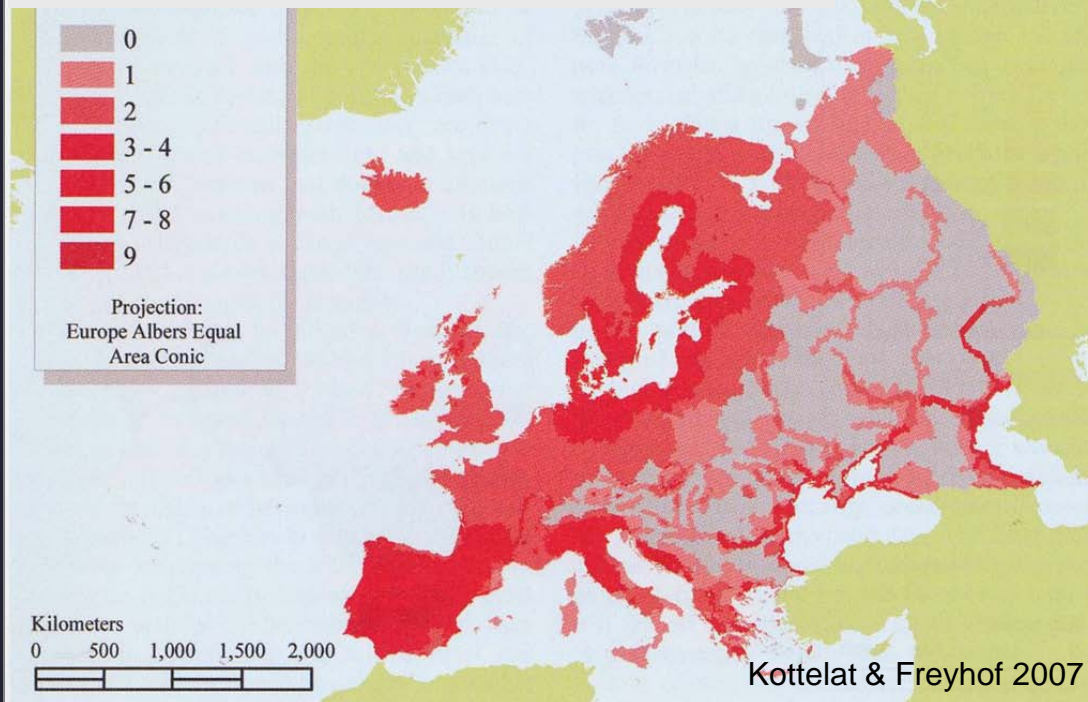 0
1
2
3 - 4
5 - 6
7 - 8
9
Projection:
Europe Albers Equal
Area Conic
Kilometers
0 500 1,000 1,500 2,000
Kottelat & Freyhof 2007